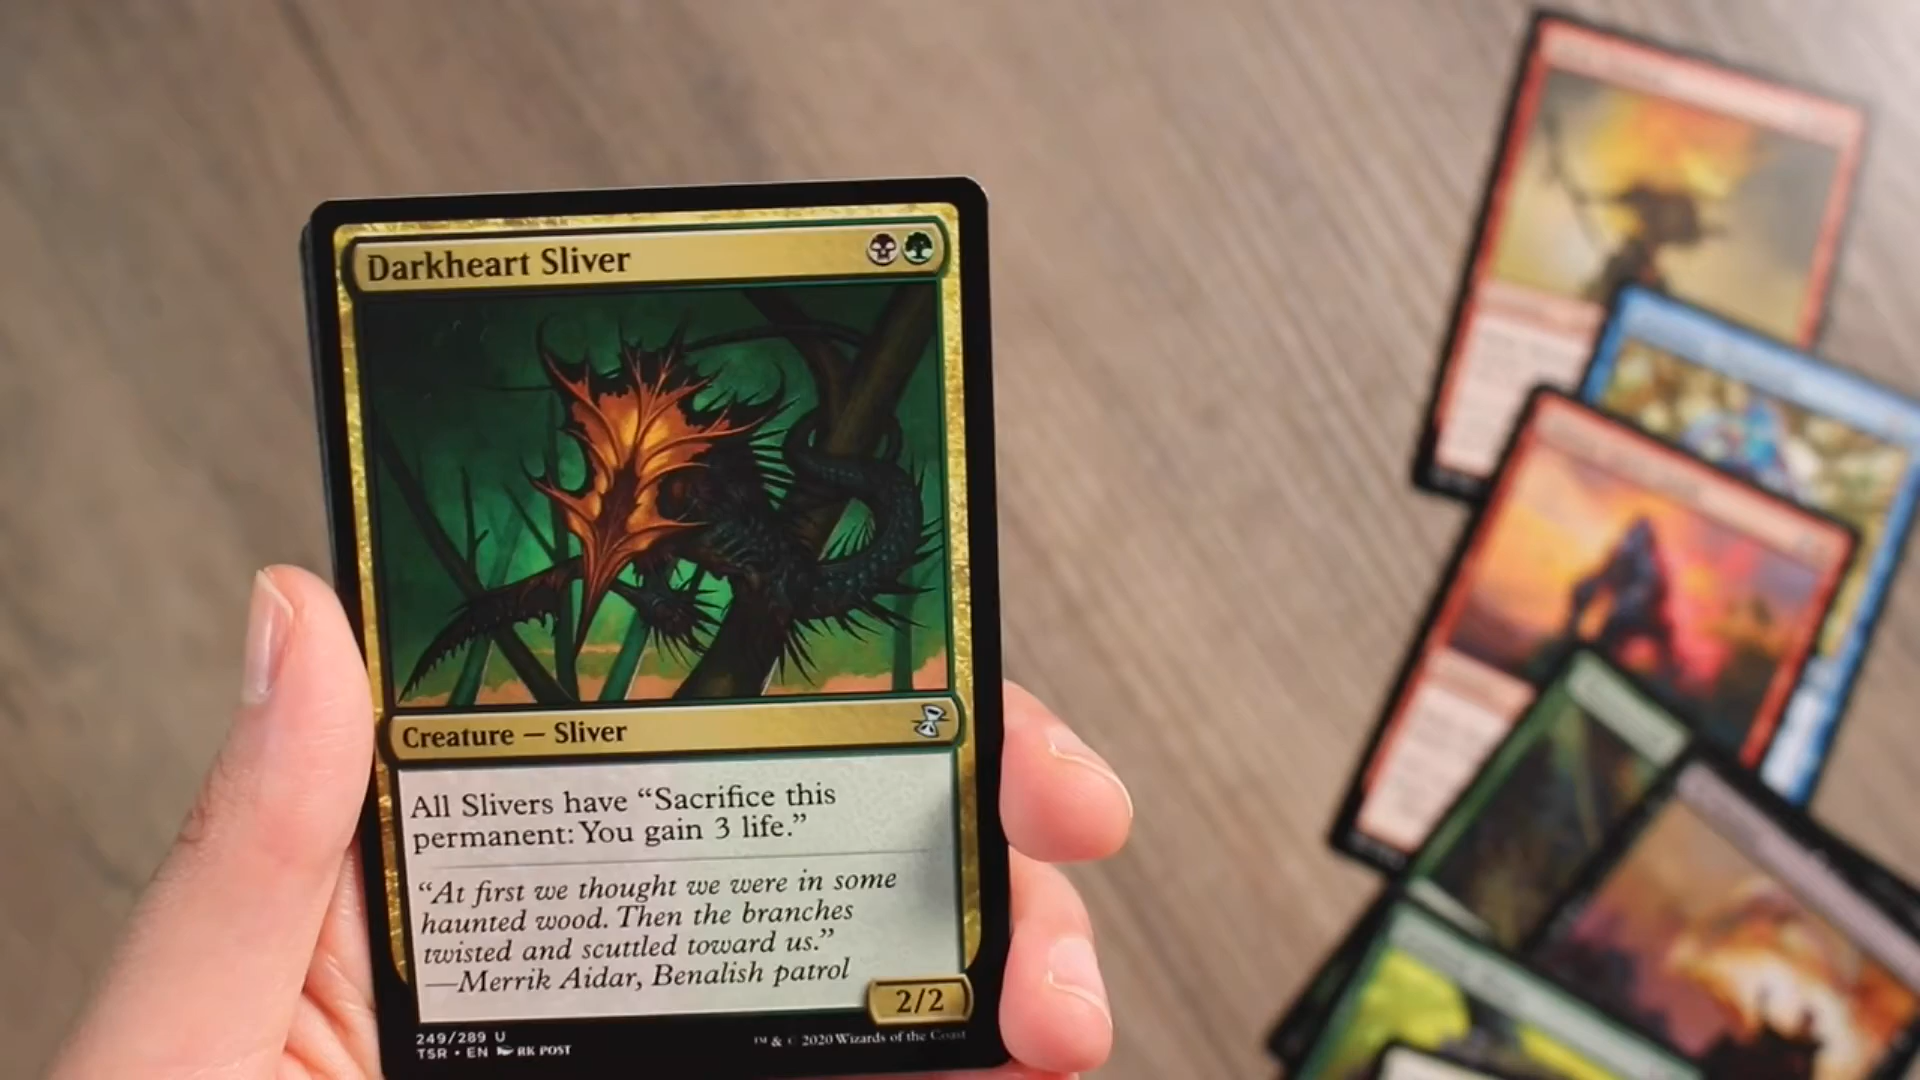 Darkheart Sliver
Creature — Sliver
All Slivers have “Sacrifice this
permanent: You gain 3 life.”
“At first we thought we were in some
haunted wood. Then the branches
twisted and scuttled toward us.”
—Merrik Aidar, Benalish patrol
2/2
249/289 U
TSR • EN RK POST
™ & © 2020 Wizards of the Coast